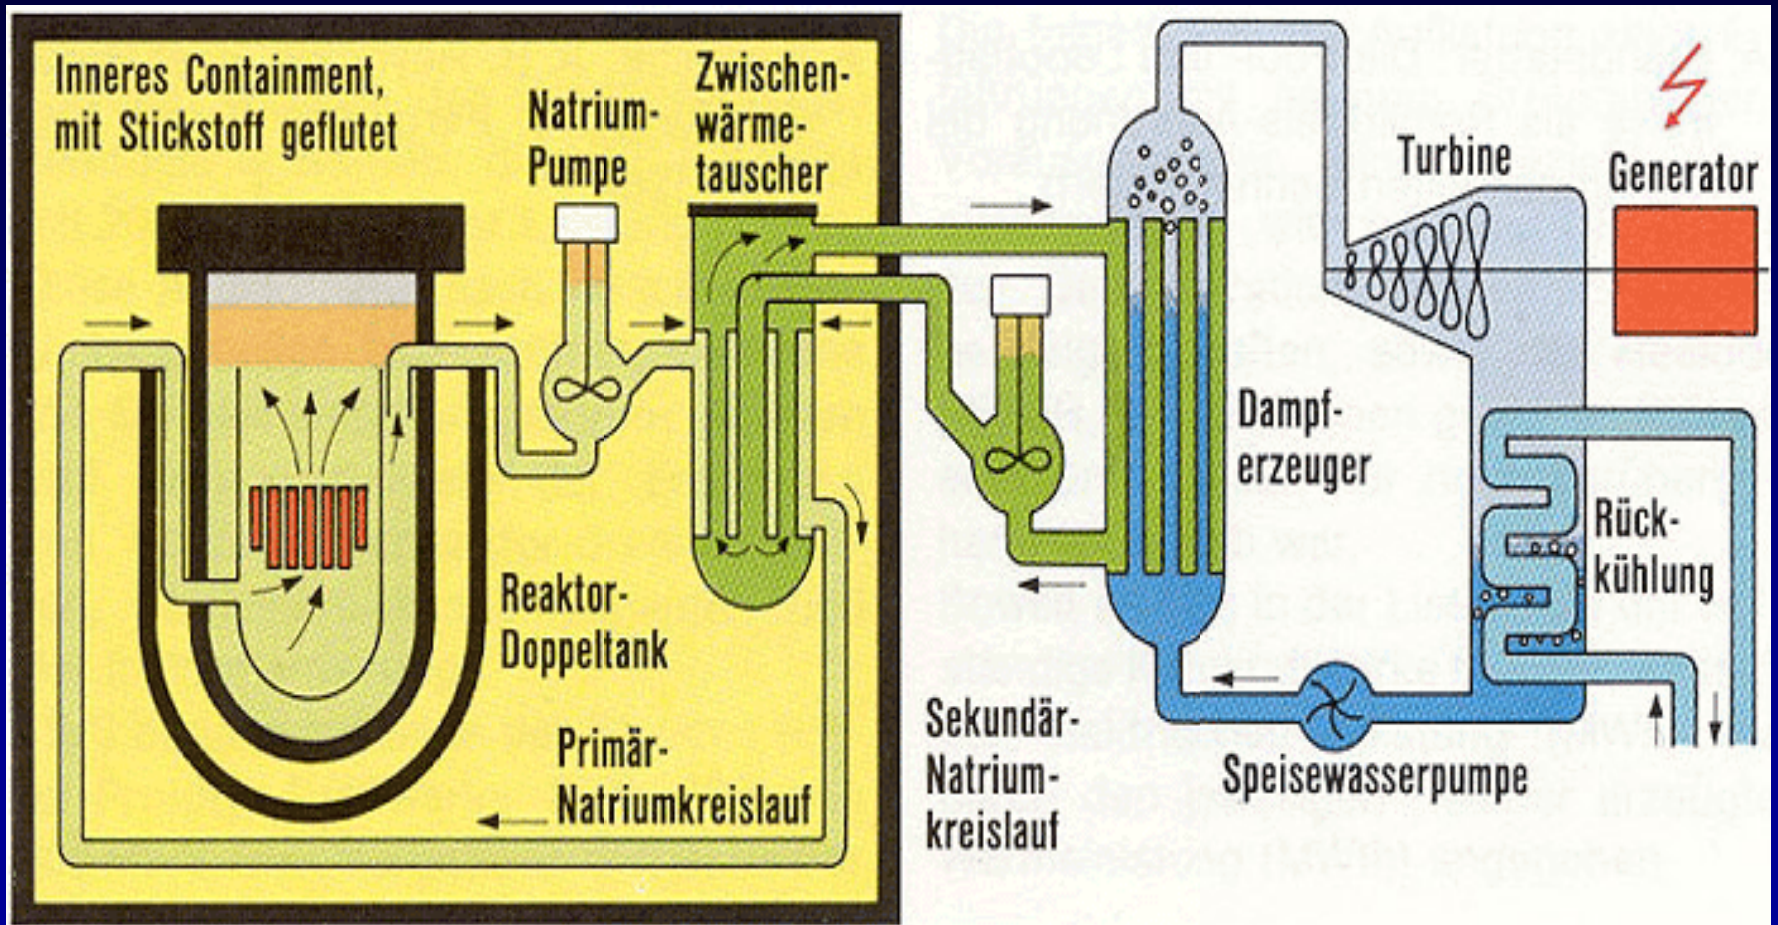 Inneres Containment,
mit Stickstoff geflutet
Natrium-
Pumpe
Zwischen-
wärme-
tauscher
Turbine
Generator
Dampf-
erzeuger
Rück-
kühlung
Reaktor-
Doppeltank
Primär-
Natriumkreislauf
Sekundär-
Natrium-
kreislauf
Speisewasserpumpe